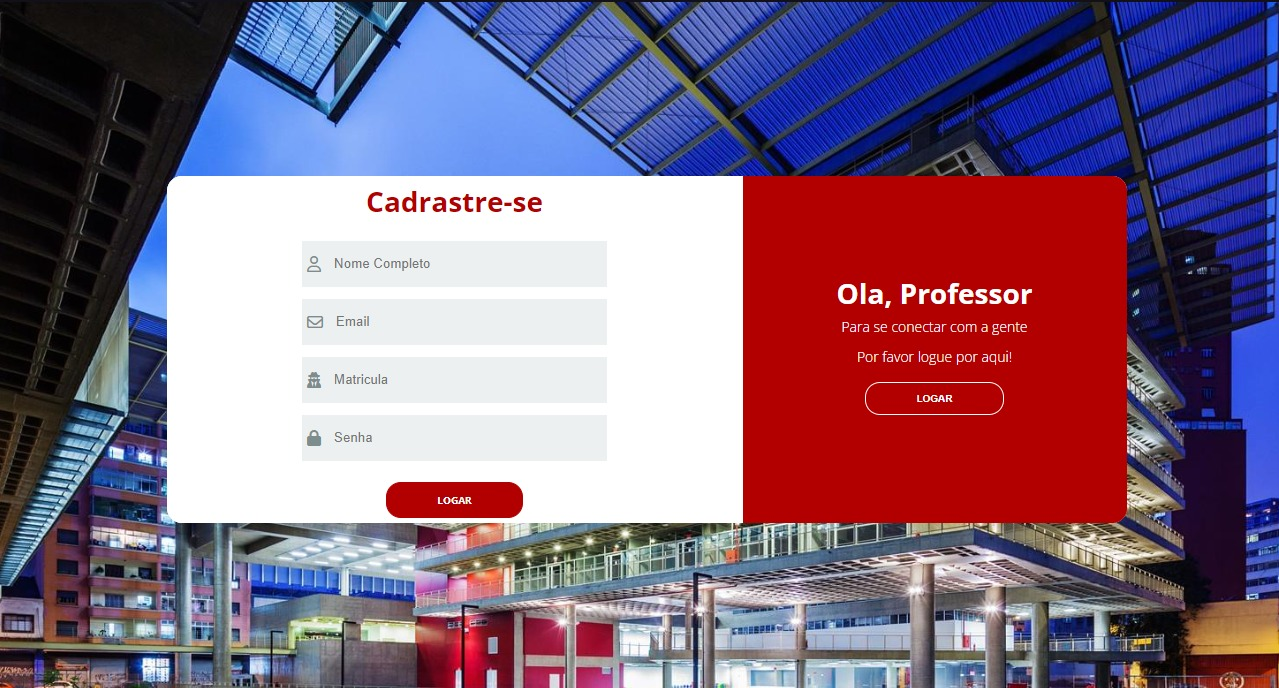 Cadrastre-se
Nome Completo
Email
Matricula
Senha
LOGAR
Ola, Professor
Para se conectar com a gente
Por favor logue por aqui!
LOGAR